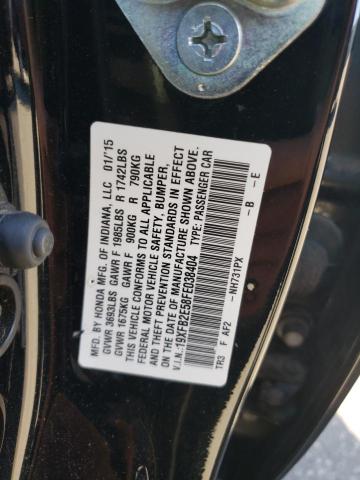 MFD. BY HONDA MFG. OF INDIANA, LLC 01/'15
GVWR 3693LBS GAWR F 1985LBS R 1742LBS
GVWR 1675KG GAWR F 900KG R 790KG
THIS VEHICLE CONFORMS TO ALL APPLICABLE
FEDERAL MOTOR VEHICLE SAFETY, BUMPER,
AND THEFT PREVENTION STANDARDS IN EFFECT
ON THE DATE OF MANUFACTURE SHOWN ABOVE.
V.I.N.:19XFB2E58FE038404 TYPE: PASSENGER CAR
-NH731PX -B -E
TR3 F AF2